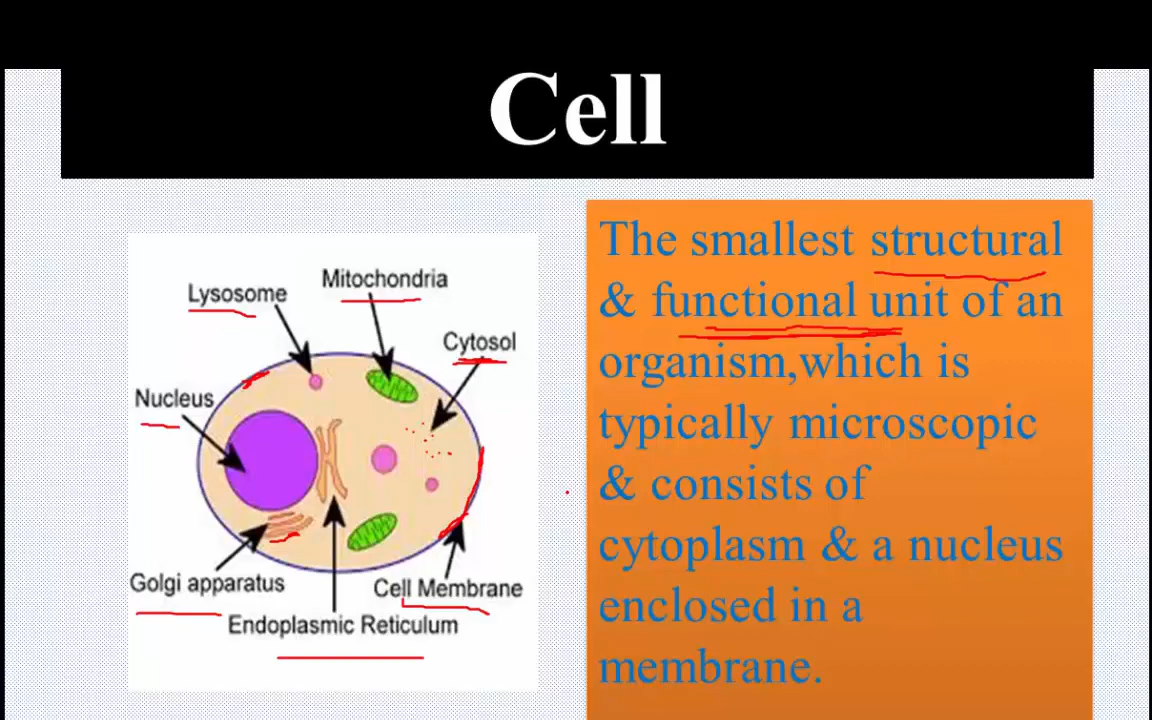 Cell
Lysosome
Mitochondria
Cytosol
Nucleus
Golgi apparatus
Cell Membrane
Endoplasmic Reticulum
The smallest structural
& functional unit of an
organism,which is
typically microscopic
& consists of
cytoplasm & a nucleus
enclosed in a
membrane.